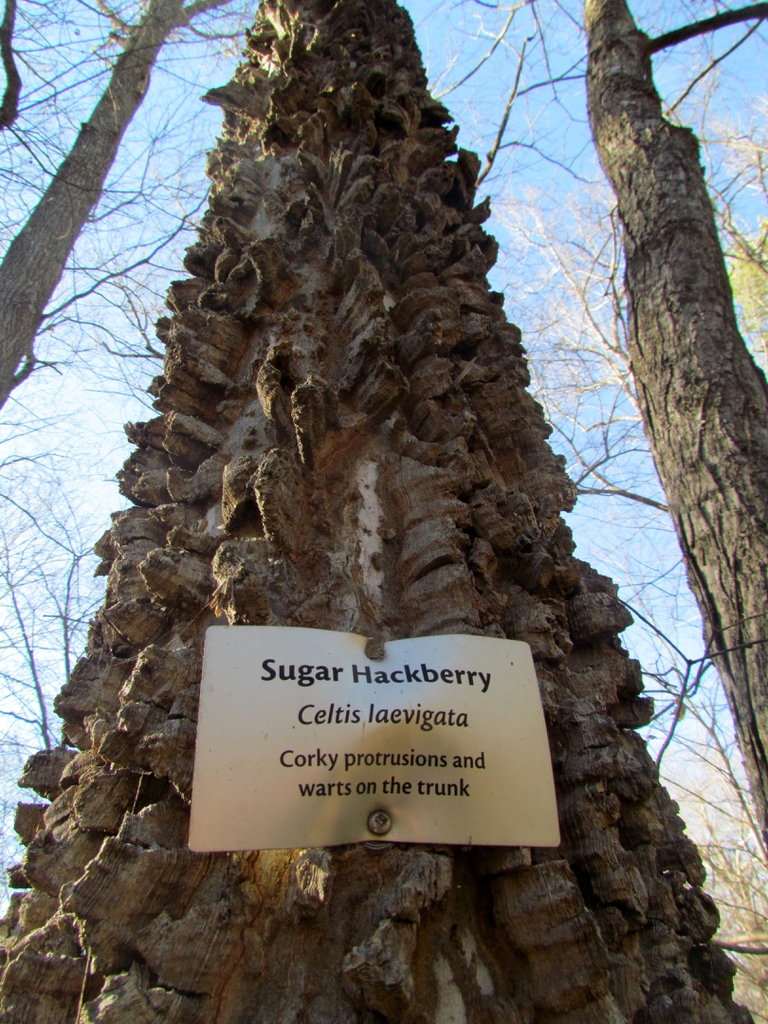 Sugar Hackberry
Celtis laevigata
Corky protrusions and
warts on the trunk